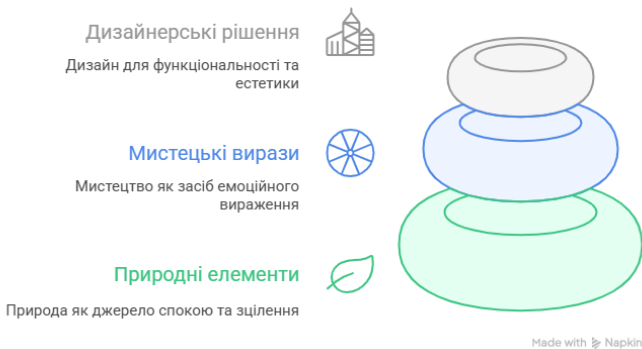 Дизайнерські рішення
Дизайн для функціональності та
естетики
Мистецькі вирази
Мистецтво як засіб емоційного
вираження
Природні елементи
Природа як джерело спокою та зцілення
Made with Napkin